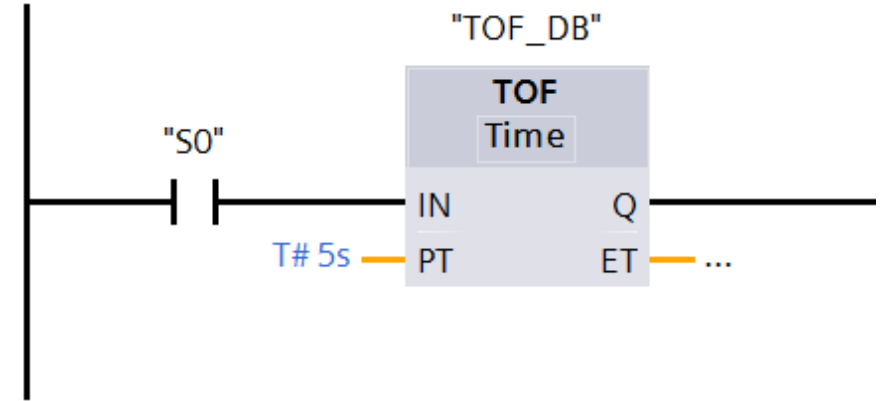 "TOF_DB"
TOF
Time
"S0"
IN Q
T# 5s PT ET ...